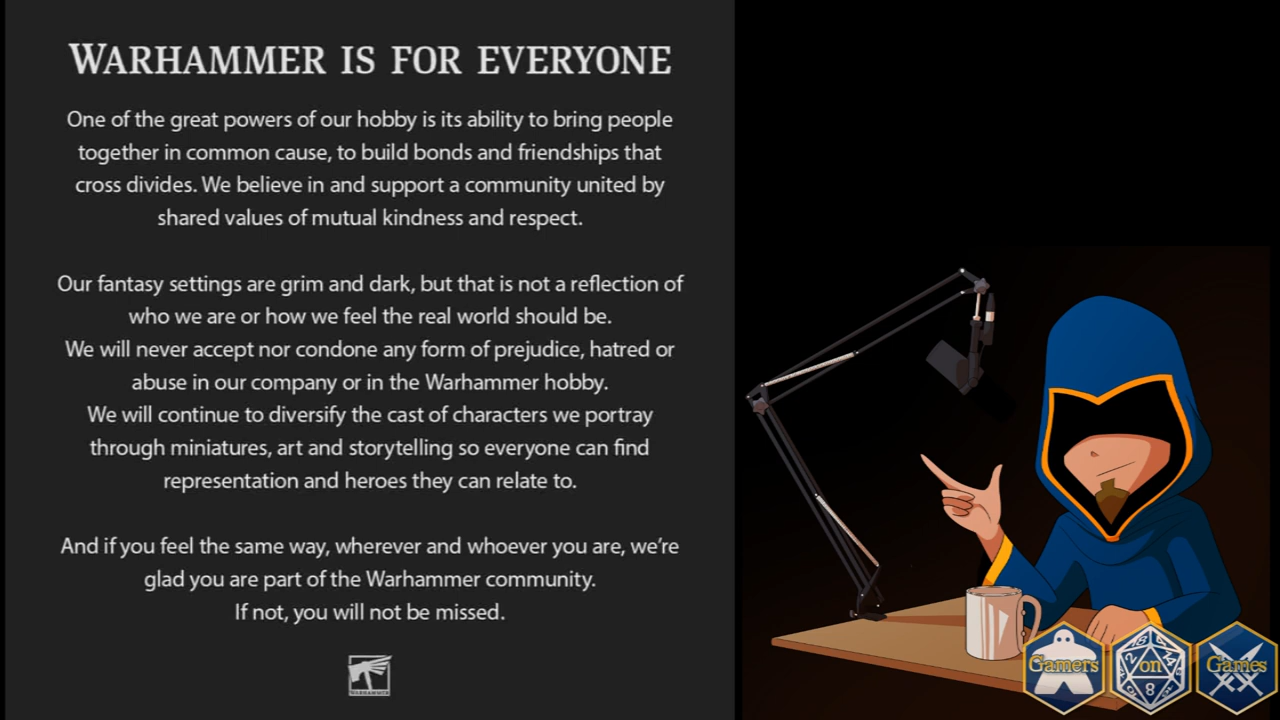 WARHAMMER IS FOR EVERYONE
One of the great powers of our hobby is its ability to bring people
together in common cause, to build bonds and friendships that
cross divides. We believe in and support a community united by
shared values of mutual kindness and respect.
Our fantasy settings are grim and dark, but that is not a reflection of
who we are or how we feel the real world should be.
We will never accept nor condone any form of prejudice, hatred or
abuse in our company or in the Warhammer hobby.
We will continue to diversify the cast of characters we portray
through miniatures, art and storytelling so everyone can find
representation and heroes they can relate to.
And if you feel the same way, wherever and whoever you are, we're
glad you are part of the Warhammer community.
If not, you will not be missed.
WARHAMMER
Gamers on Games
8